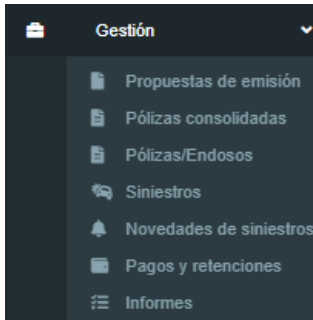 Gestión
Propuestas de emisión
Pólizas consolidadas
Pólizas/Endosos
Siniestros
Novedades de siniestros
Pagos y retenciones
Informes